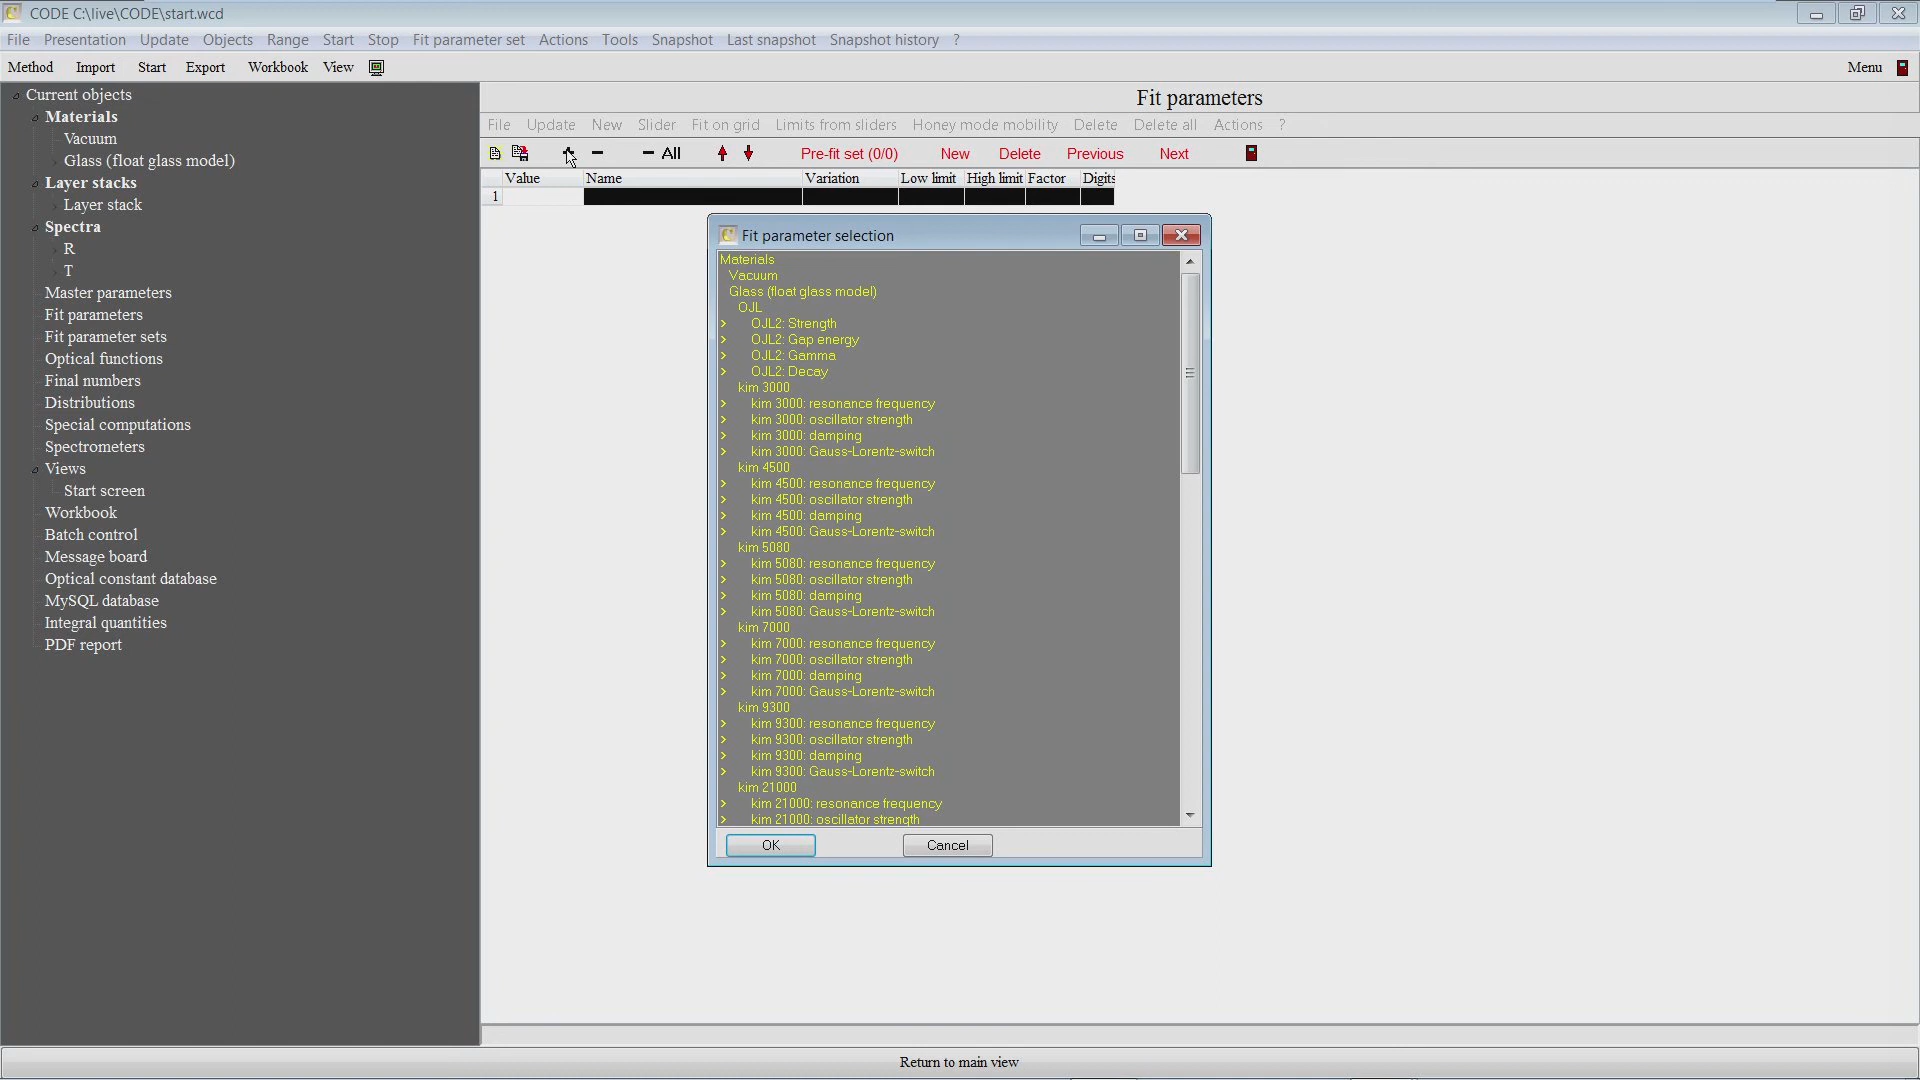 CODE C:\live\CODE\start.wcd
File Presentation Update Objects Range Start Stop Fit parameter set Actions Tools Snapshot Last snapshot Snapshot history ?
Method Import Start Export Workbook View Menu
Current objects
Materials
Vacuum
Glass (float glass model)
Layer stacks
Layer stack
Spectra
R
T
Master parameters
Fit parameters
Fit parameter sets
Optical functions
Final numbers
Distributions
Special computations
Spectrometers
Views
Start screen
Workbook
Batch control
Message board
Optical constant database
MySQL database
Integral quantities
PDF report
Fit parameters
File Update New Slider Fit on grid Limits from sliders Honey mode mobility Delete Delete all Actions ?
+ − − All Pre-fit set (0/0) New Delete Previous Next
Value Name Variation Low limit High limit Factor Digits
1
Fit parameter selection
Materials
Vacuum
Glass (float glass model)
OJL
> OJL2: Strength
> OJL2: Gap energy
> OJL2: Gamma
> OJL2: Decay
kim 3000
> kim 3000: resonance frequency
> kim 3000: oscillator strength
> kim 3000: damping
> kim 3000: Gauss-Lorentz-switch
kim 4500
> kim 4500: resonance frequency
> kim 4500: oscillator strength
> kim 4500: damping
> kim 4500: Gauss-Lorentz-switch
kim 5080
> kim 5080: resonance frequency
> kim 5080: oscillator strength
> kim 5080: damping
> kim 5080: Gauss-Lorentz-switch
kim 7000
> kim 7000: resonance frequency
> kim 7000: oscillator strength
> kim 7000: damping
> kim 7000: Gauss-Lorentz-switch
kim 9300
> kim 9300: resonance frequency
> kim 9300: oscillator strength
> kim 9300: damping
> kim 9300: Gauss-Lorentz-switch
kim 21000
> kim 21000: resonance frequency
> kim 21000: oscillator strength
OK Cancel
Return to main view